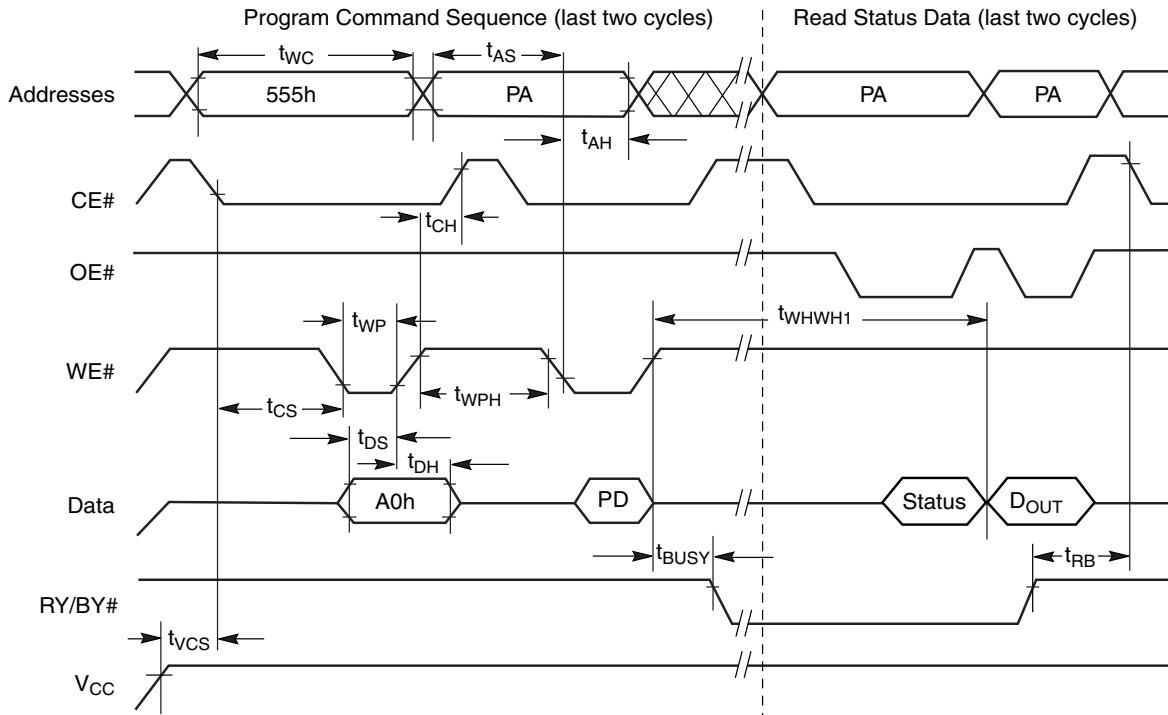 Program Command Sequence (last two cycles)
Read Status Data (last two cycles)
tWC
tAS
Addresses
555h
PA
PA
PA
tAH
CE#
tCH
OE#
tWP
tWHWH1
WE#
tCS
tWPH
tDS
tDH
Data
A0h
PD
Status
DOUT
tBUSY
tRB
RY/BY#
tVCS
VCC